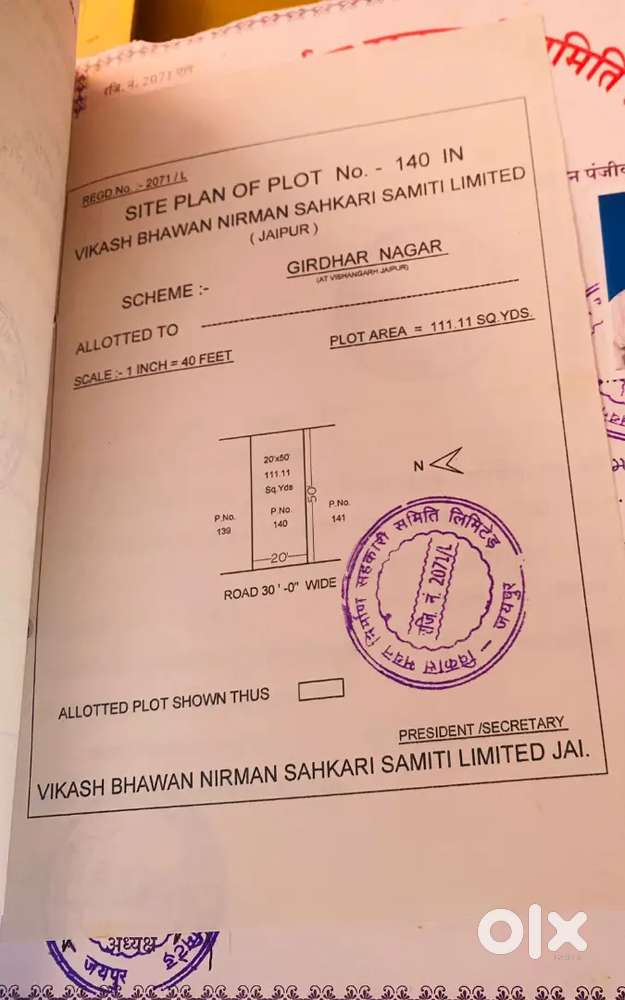 रजि. नं. 2071 एल
मिति
न पंजी
REGD.No. :- 2071/L
SITE PLAN OF PLOT No. - 140 IN
VIKASH BHAWAN NIRMAN SAHKARI SAMITI LIMITED
( JAIPUR )
SCHEME :- GIRDHAR NAGAR
(AT VISHANGARH JAIPUR)
ALLOTTED TO
SCALE :- 1 INCH = 40 FEET
PLOT AREA = 111.11 SQ.YDS.
20'x50'
111.11
Sq.Yds
P.No.
140
50'
20'
P.No.
139
P.No.
141
N
ROAD 30 ' -0" WIDE
विकास भवन निर्माण सहकारी समिति लिमिटेड - जयपुर
रजि. नं. 2071/L
ALLOTTED PLOT SHOWN THUS
PRESIDENT /SECRETARY
VIKASH BHAWAN NIRMAN SAHKARI SAMITI LIMITED JAI.
अध्यक्ष
जयपुर
olx
India